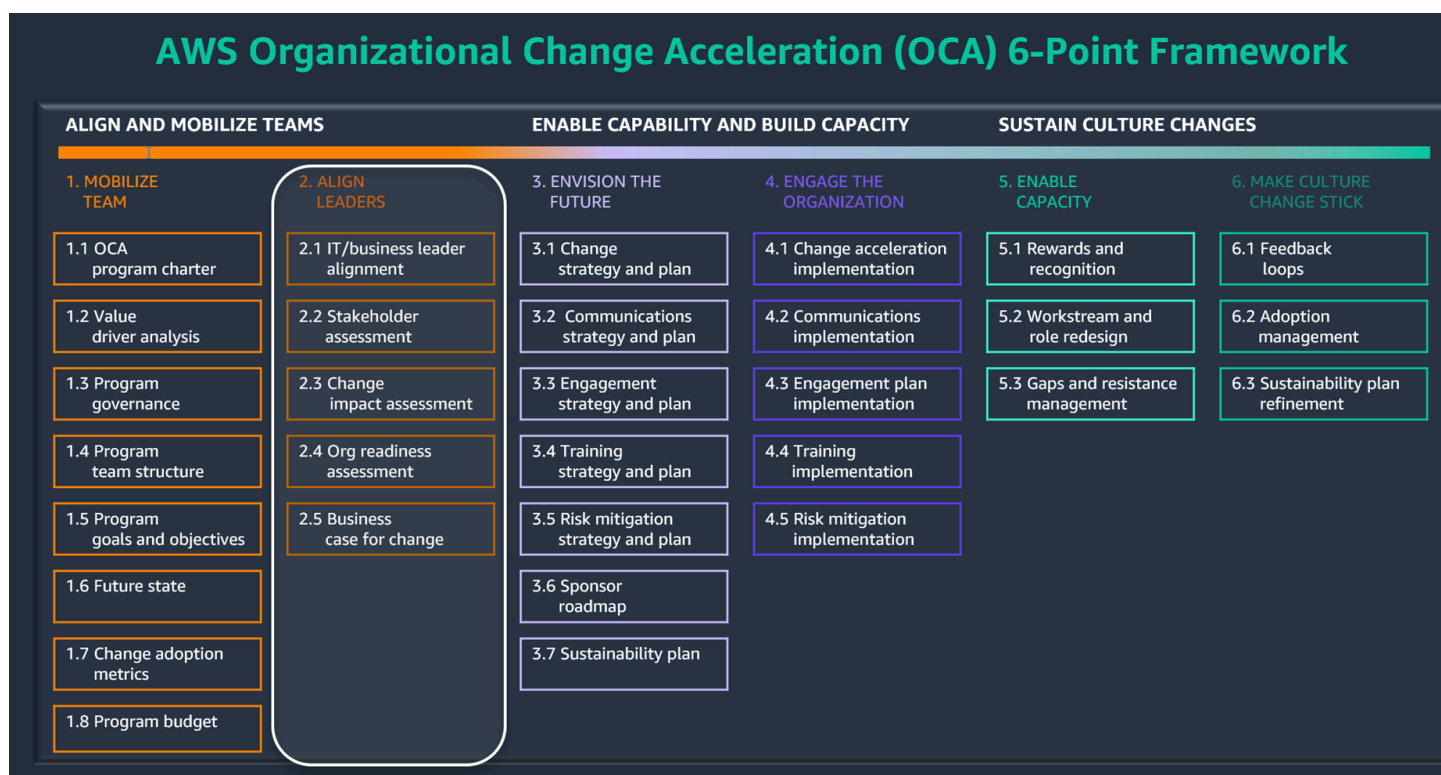 AWS Organizational Change Acceleration (OCA) 6-Point Framework
ALIGN AND MOBILIZE TEAMS
ENABLE CAPABILITY AND BUILD CAPACITY
SUSTAIN CULTURE CHANGES
1. MOBILIZE
TEAM
1.1 OCA
program charter
1.2 Value
driver analysis
1.3 Program
governance
1.4 Program
team structure
1.5 Program
goals and objectives
1.6 Future state
1.7 Change adoption
metrics
1.8 Program budget
2. ALIGN
LEADERS
2.1 IT/business leader
alignment
2.2 Stakeholder
assessment
2.3 Change
impact assessment
2.4 Org readiness
assessment
2.5 Business
case for change
3. ENVISION THE
FUTURE
3.1 Change
strategy and plan
3.2 Communications
strategy and plan
3.3 Engagement
strategy and plan
3.4 Training
strategy and plan
3.5 Risk mitigation
strategy and plan
3.6 Sponsor
roadmap
3.7 Sustainability plan
4. ENGAGE THE
ORGANIZATION
4.1 Change acceleration
implementation
4.2 Communications
implementation
4.3 Engagement plan
implementation
4.4 Training
implementation
4.5 Risk mitigation
implementation
5. ENABLE
CAPACITY
5.1 Rewards and
recognition
5.2 Workstream and
role redesign
5.3 Gaps and resistance
management
6. MAKE CULTURE
CHANGE STICK
6.1 Feedback
loops
6.2 Adoption
management
6.3 Sustainability plan
refinement